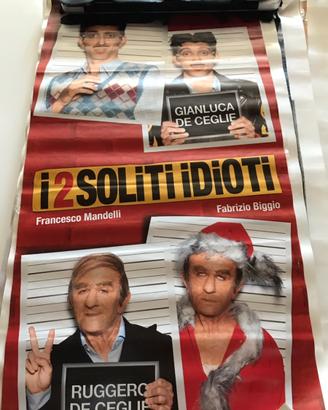 GIANLUCA
DE CEGLIE
i 2 SOLITI iDiOTi
Francesco Mandelli
Fabrizio Biggio
RUGGERO
DE CEGLIE